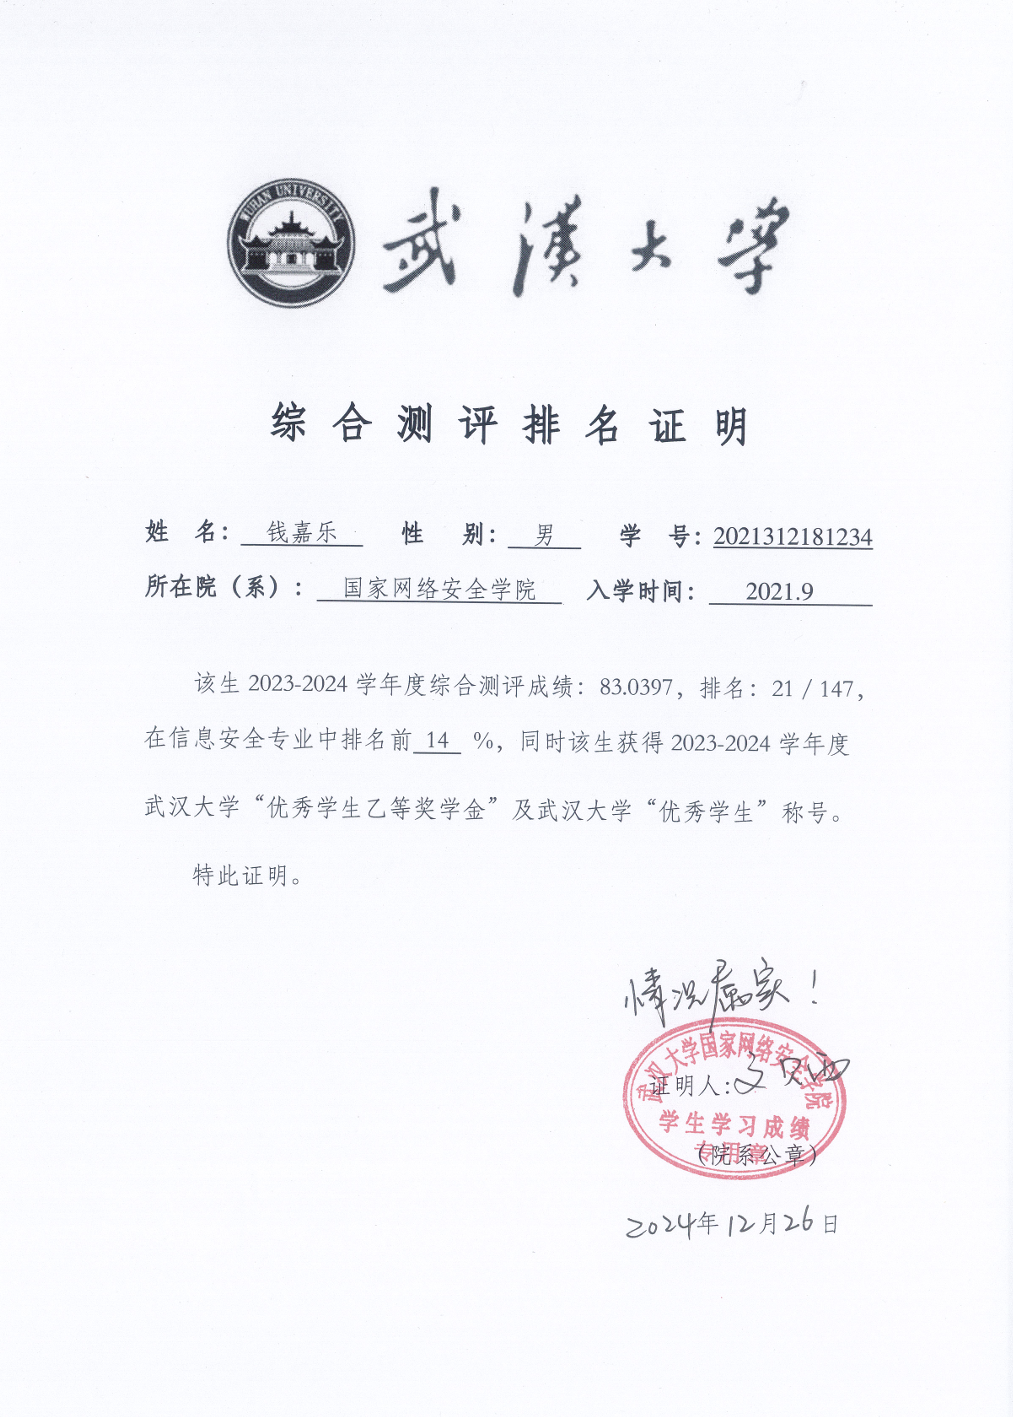 WUHAN UNIVERSITY
武汉大学
综合测评排名证明
姓 名： 钱嘉乐 性 别： 男 学 号：2021312181234
所在院（系）： 国家网络安全学院 入学时间： 2021.9
该生 2023-2024 学年度综合测评成绩：83.0397，排名：21 / 147，
在信息安全专业中排名前 14 %，同时该生获得 2023-2024 学年度
武汉大学“优秀学生乙等奖学金”及武汉大学“优秀学生”称号。
特此证明。
情况属实！
武汉大学国家网络安全学院
证明人：
学生学习成绩
专用章
（院系公章）
2024年12月26日